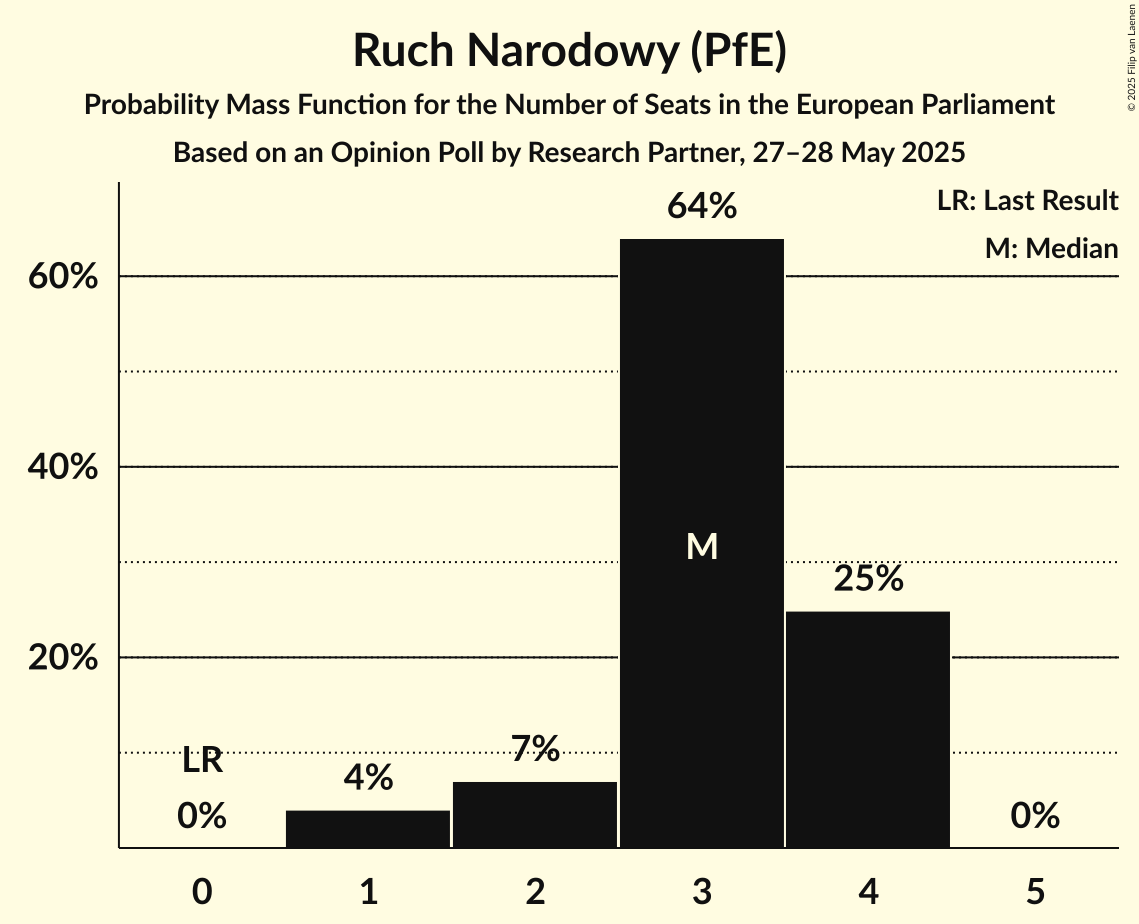 Ruch Narodowy (PfE)
Probability Mass Function for the Number of Seats in the European Parliament
Based on an Opinion Poll by Research Partner, 27–28 May 2025
© 2025 Filip van Laenen
LR: Last Result
M: Median
64%
60%
40%
M
25%
20%
LR
7%
4%
0%
0%
0 1 2 3 4 5